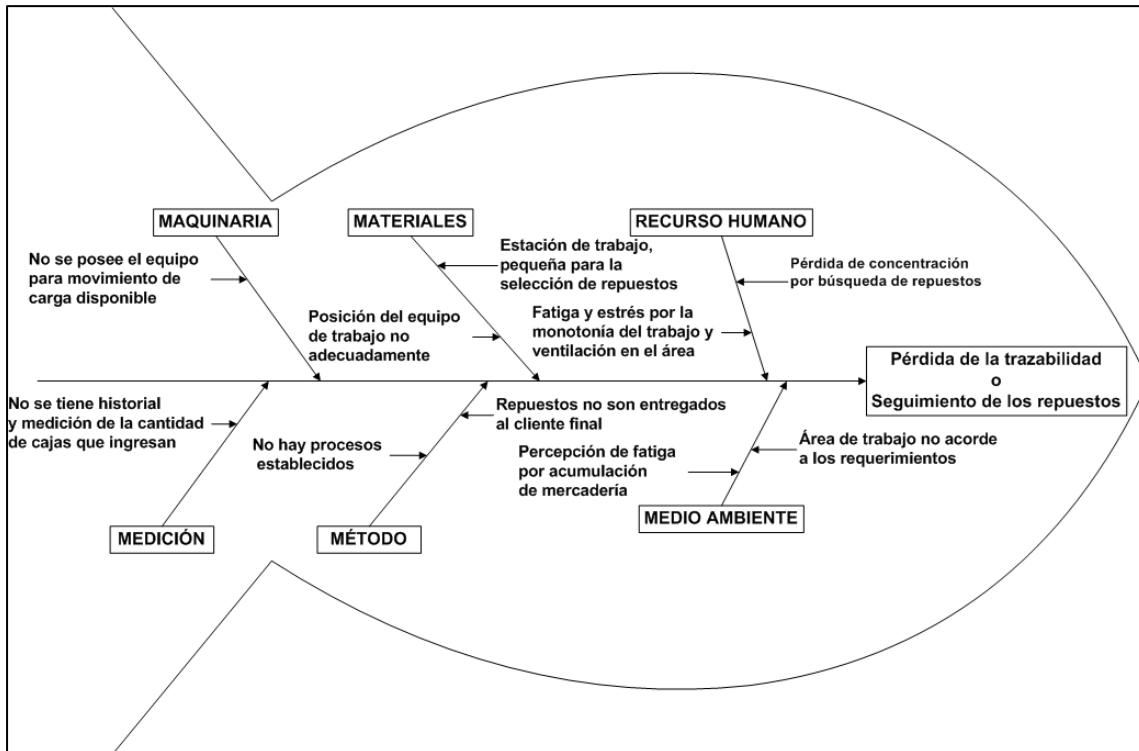 MAQUINARIA
MATERIALES
RECURSO HUMANO
No se posee el equipo
para movimiento de
carga disponible
Estación de trabajo,
pequeña para la
selección de repuestos
Pérdida de concentración
por búsqueda de repuestos
Posición del equipo
de trabajo no
adecuadamente
Fatiga y estrés por la
monotonía del trabajo y
ventilación en el área
Pérdida de la trazabilidad
o
Seguimiento de los repuestos
No se tiene historial
y medición de la cantidad
de cajas que ingresan
No hay procesos
establecidos
Repuestos no son entregados
al cliente final
Percepción de fatiga
por acumulación
de mercadería
Área de trabajo no acorde
a los requerimientos
MEDICIÓN
MÉTODO
MEDIO AMBIENTE